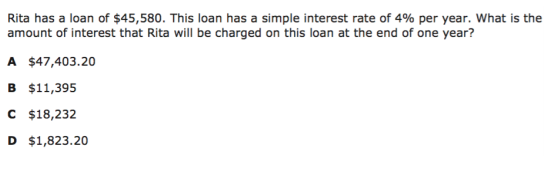 Rita has a loan of $45,580. This loan has a simple interest rate of 4% per year. What is the
amount of interest that Rita will be charged on this loan at the end of one year?
A $47,403.20
B $11,395
C $18,232
D $1,823.20